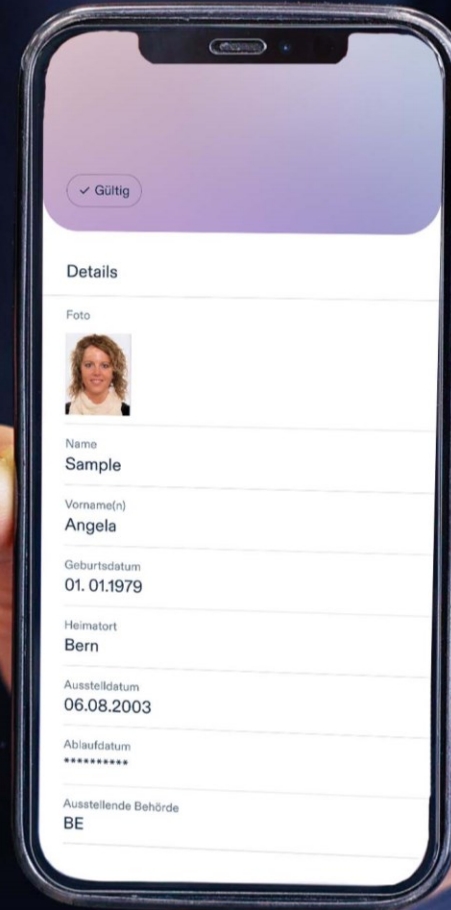 ✓ Gültig
Details
Foto
Name
Sample
Vorname(n)
Angela
Geburtsdatum
01. 01.1979
Heimatort
Bern
Ausstelldatum
06.08.2003
Ablaufdatum
**********
Ausstellende Behörde
BE